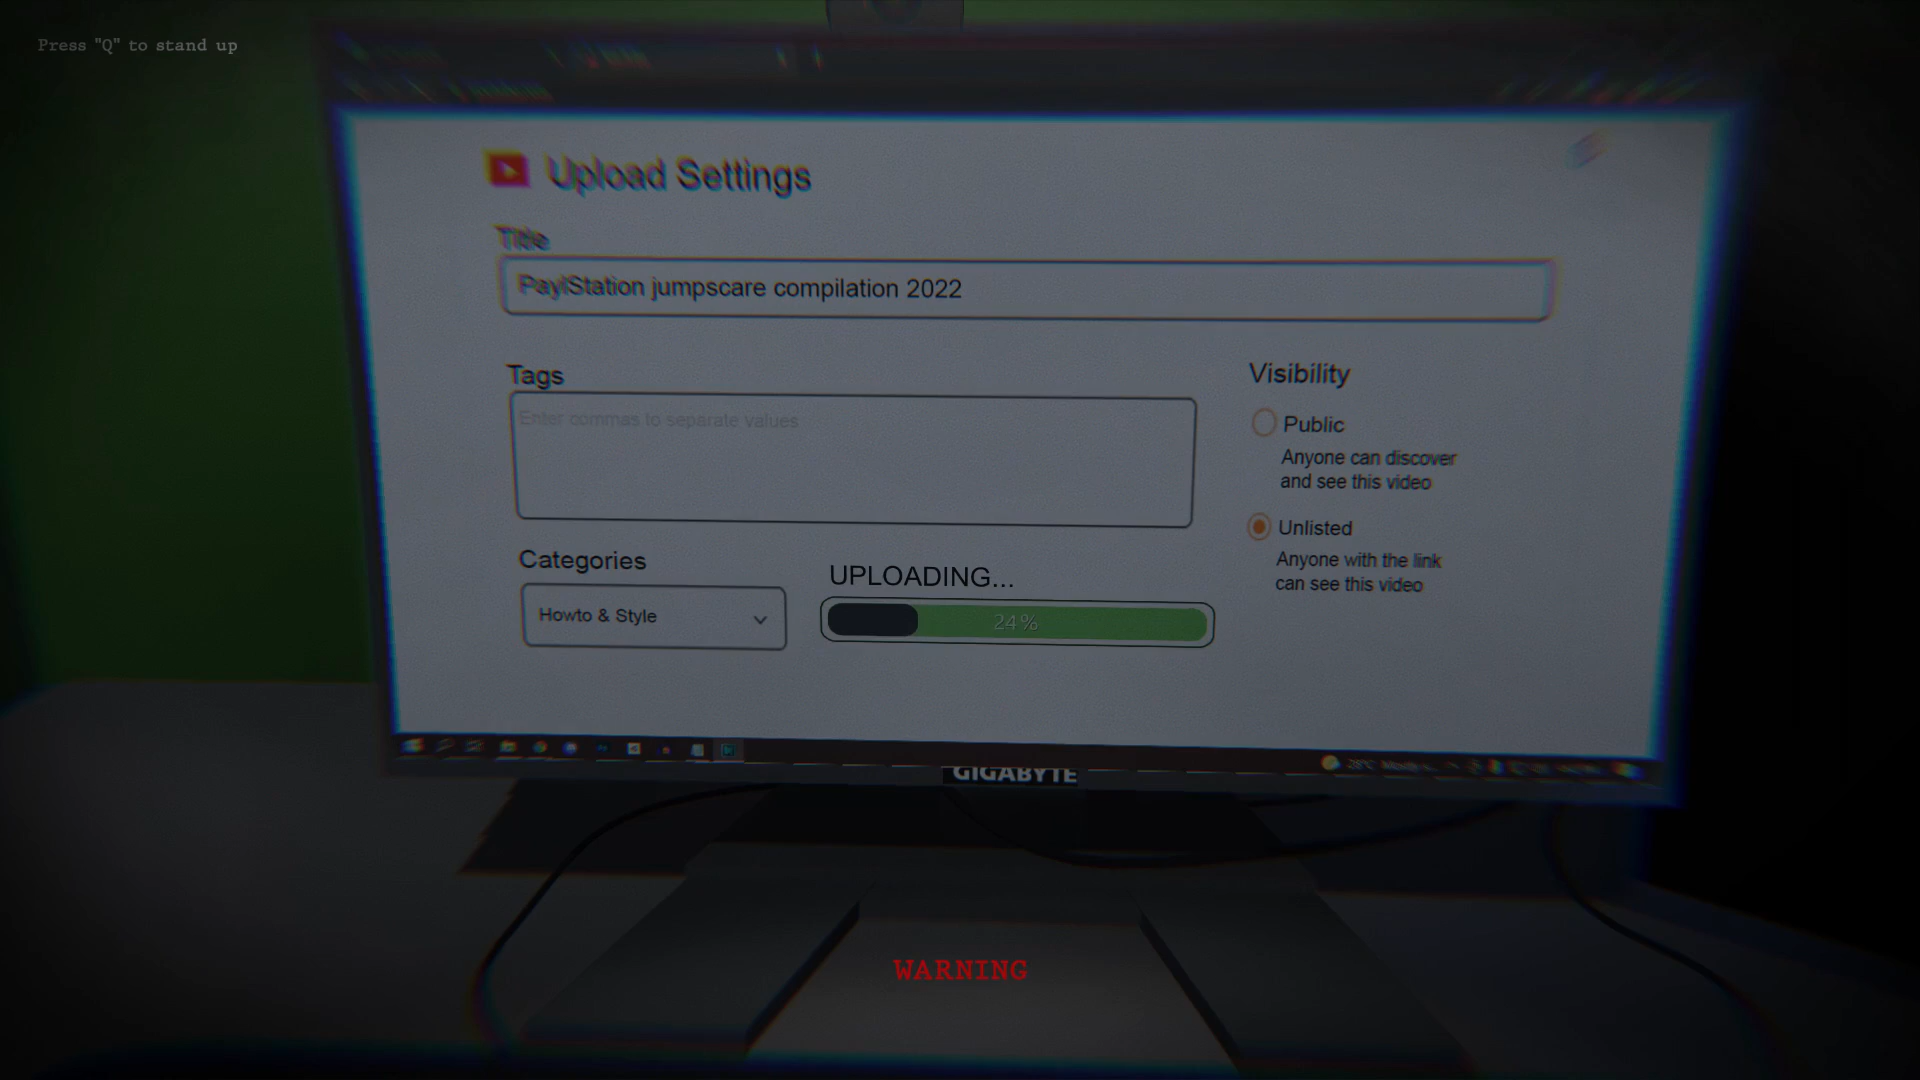 Press "Q" to stand up
Upload Settings
Title
PaylStation jumpscare compilation 2022
Tags
Enter commas to separate values
Visibility
Public
Anyone can discover
and see this video
Unlisted
Anyone with the link
can see this video
Categories
Howto & Style
UPLOADING...
24%
28°C
GIGABYTE
WARNING